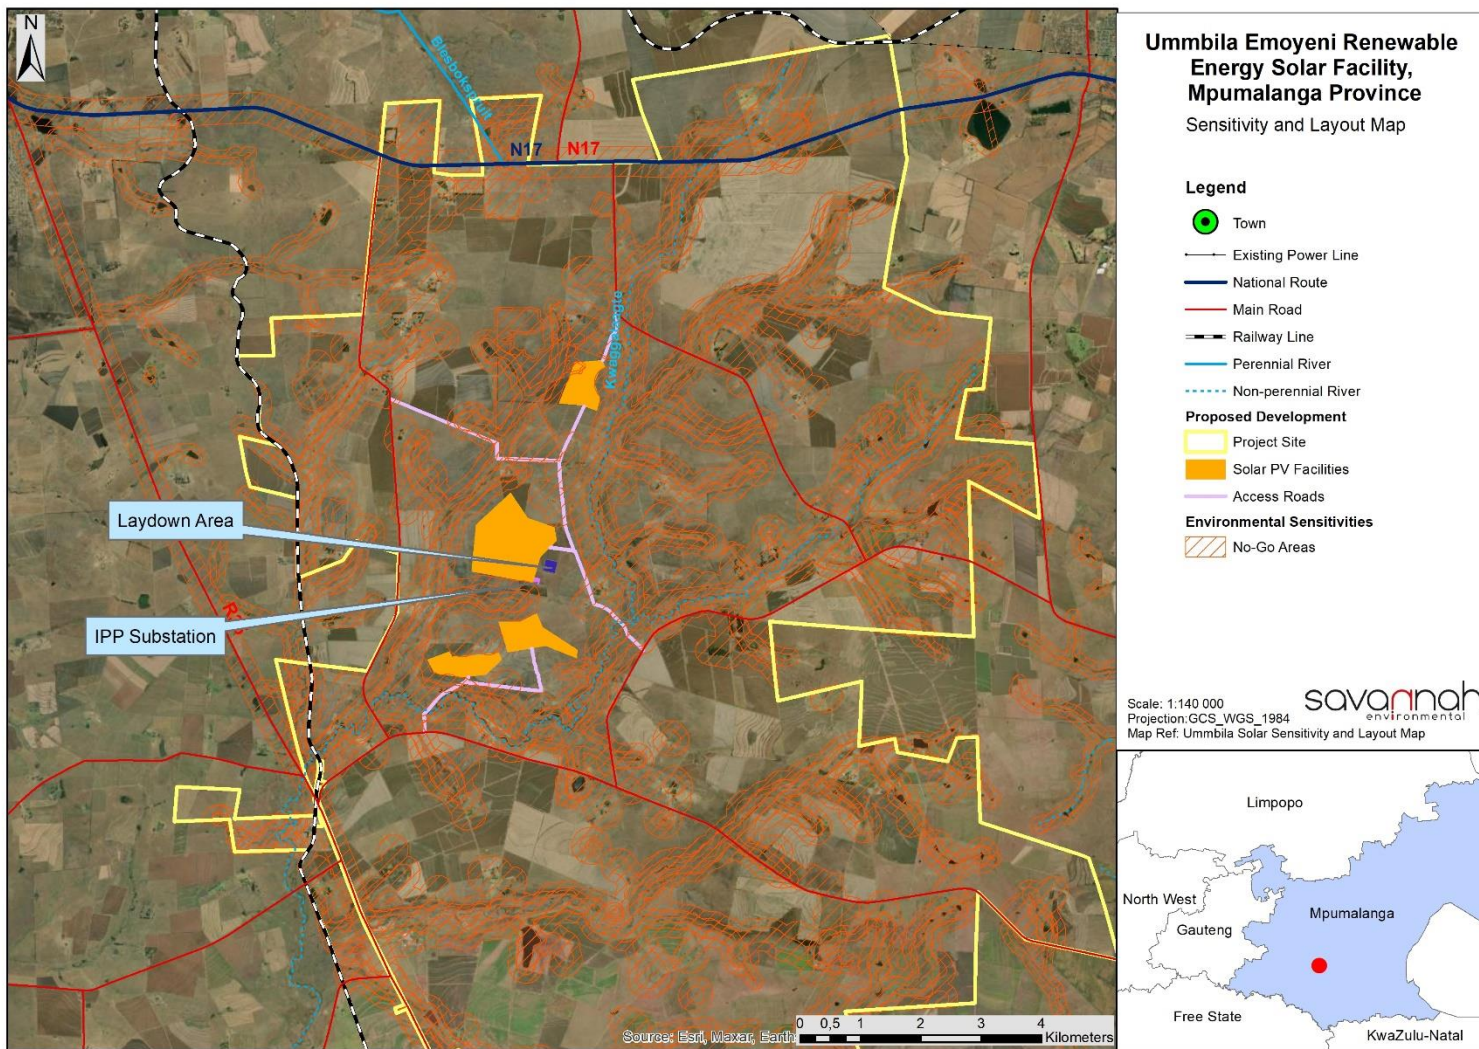 N
Blesbokspruit
N17
N17
Kwaggalaagte
Laydown Area
IPP Substation
Source: Esri, Maxar, Earth
0 0,5 1 2 3 4
Kilometers
Ummbila Emoyeni Renewable
Energy Solar Facility,
Mpumalanga Province
Sensitivity and Layout Map
Legend
Town
Existing Power Line
National Route
Main Road
Railway Line
Perennial River
Non-perennial River
Proposed Development
Project Site
Solar PV Facilities
Access Roads
Environmental Sensitivities
No-Go Areas
savannah
environmental
Scale: 1:140 000
Projection:GCS_WGS_1984
Map Ref: Ummbila Solar Sensitivity and Layout Map
Limpopo
North West
Gauteng
Mpumalanga
Free State
KwaZulu-Natal